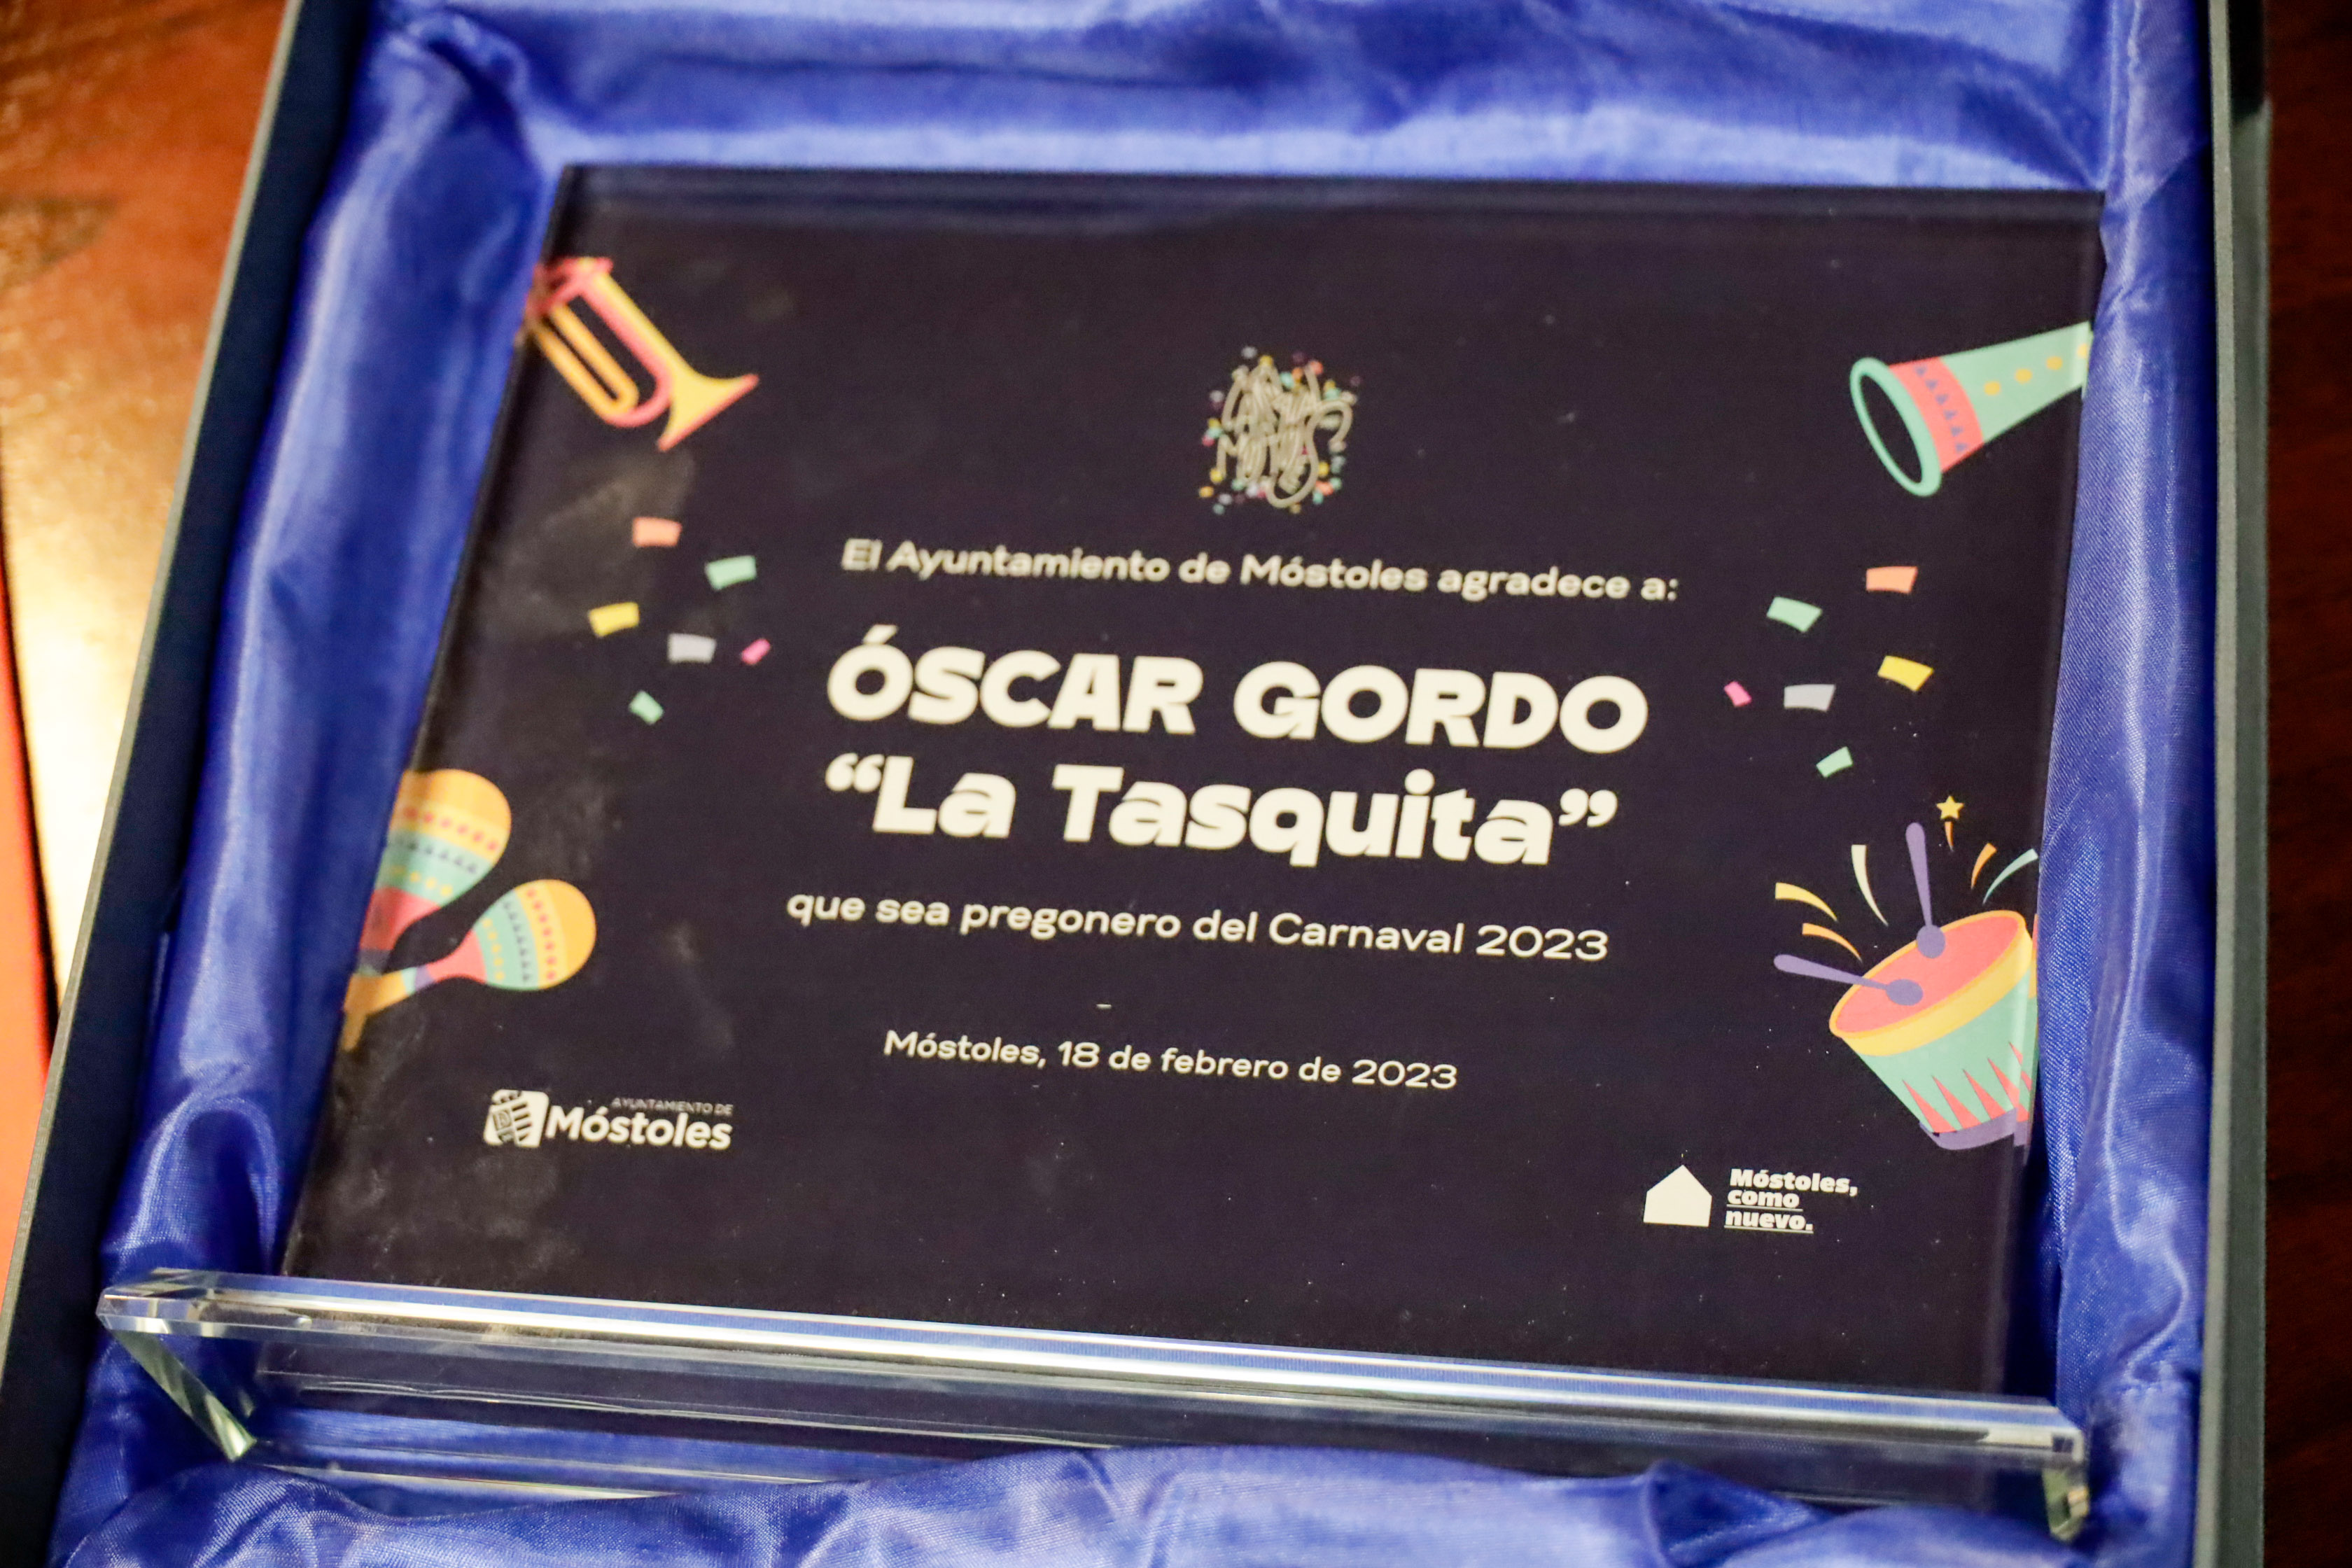 El Ayuntamiento de Móstoles agradece a:
ÓSCAR GORDO
“La Tasquita”
que sea pregonero del Carnaval 2023
-
Móstoles, 18 de febrero de 2023
AYUNTAMIENTO DE
Móstoles
Móstoles,
como
nuevo.